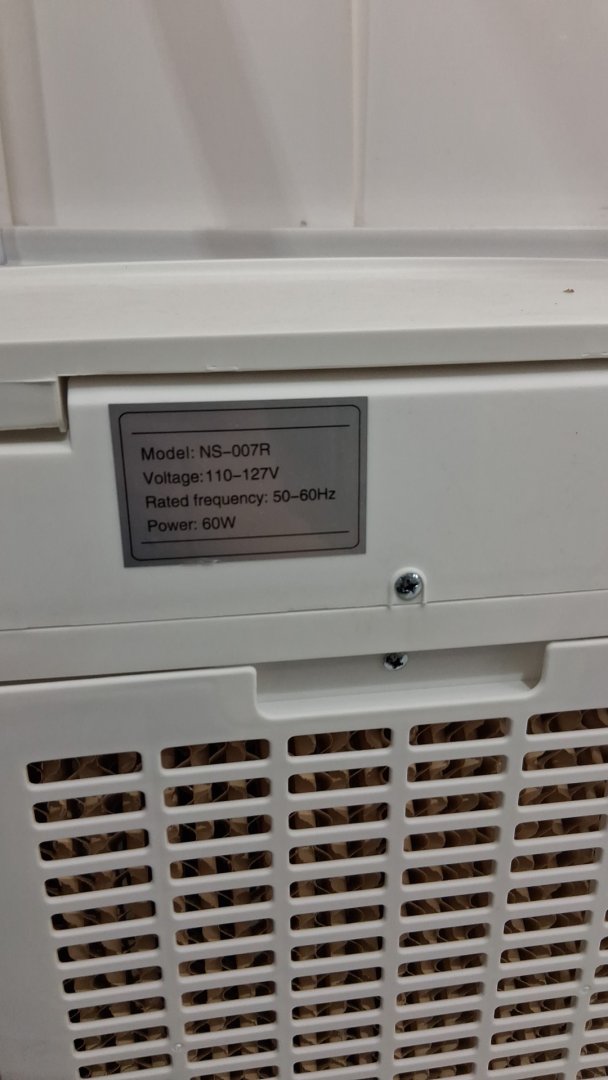 Model: NS-007R
Voltage:110-127V
Rated frequency: 50-60Hz
Power: 60W